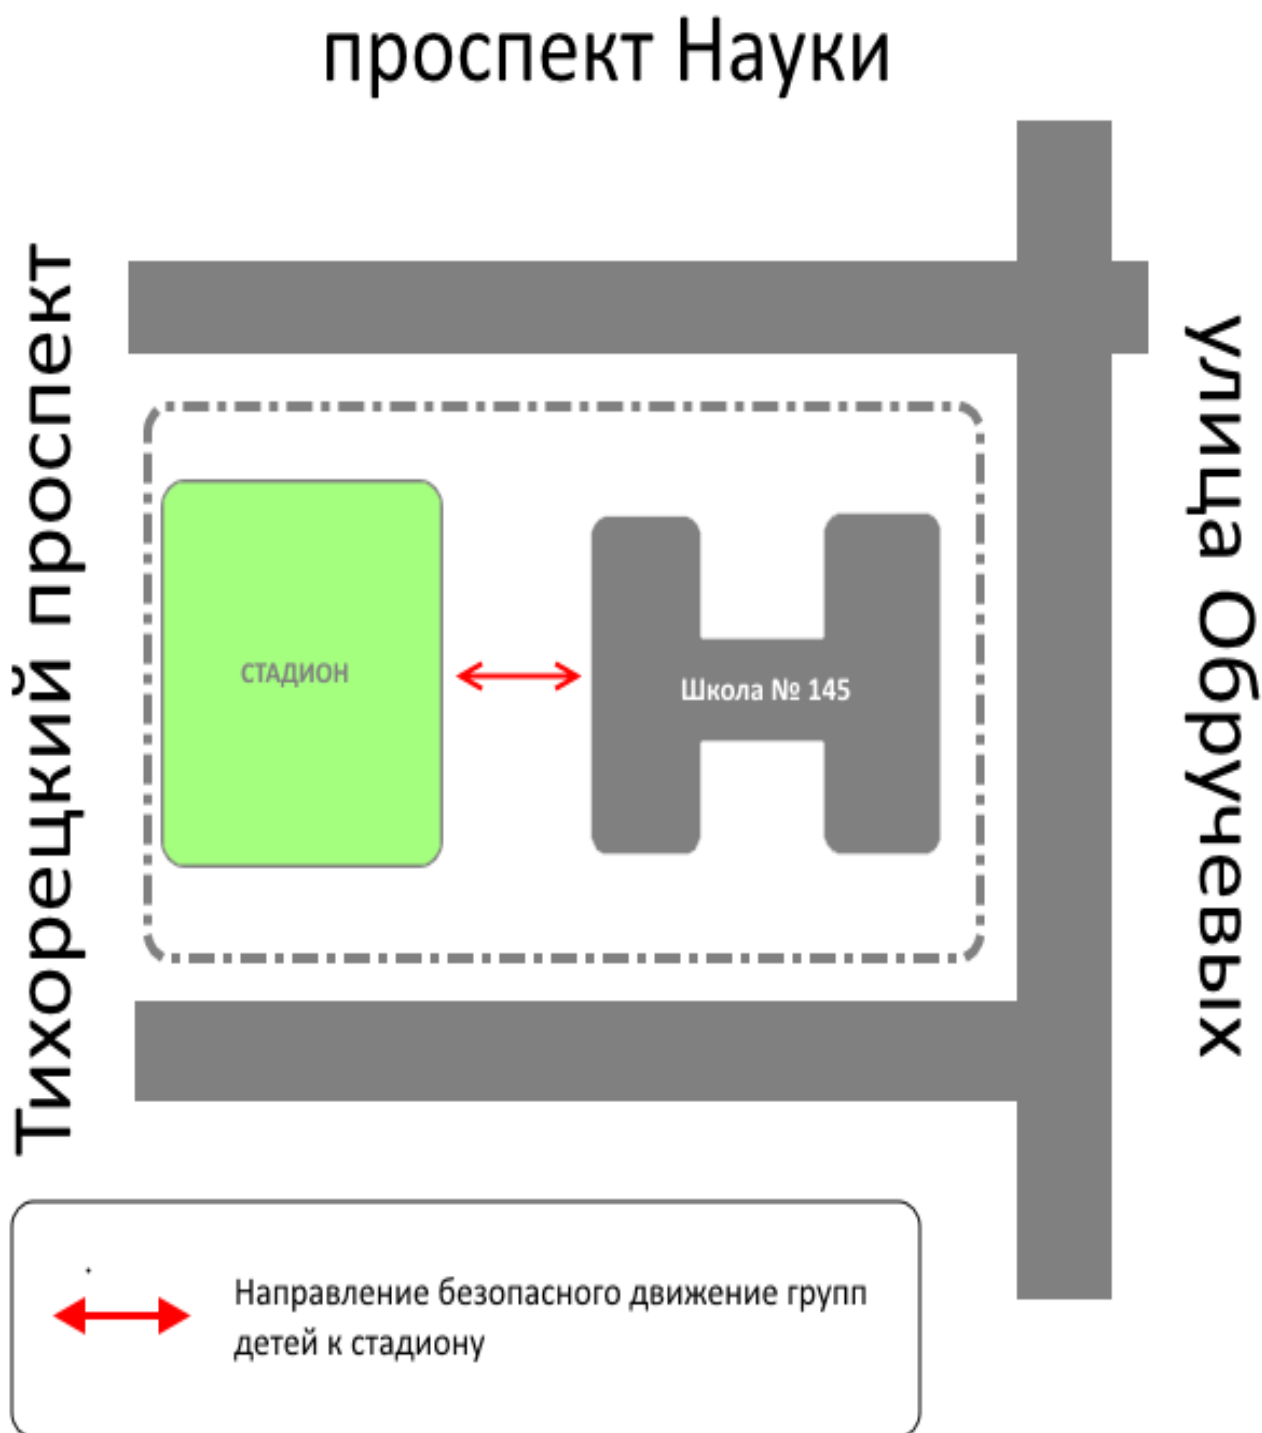 проспект Науки
Тихорецкий проспект
улица Обручевых
СТАДИОН
Школа № 145
Направление безопасного движение групп
детей к стадиону